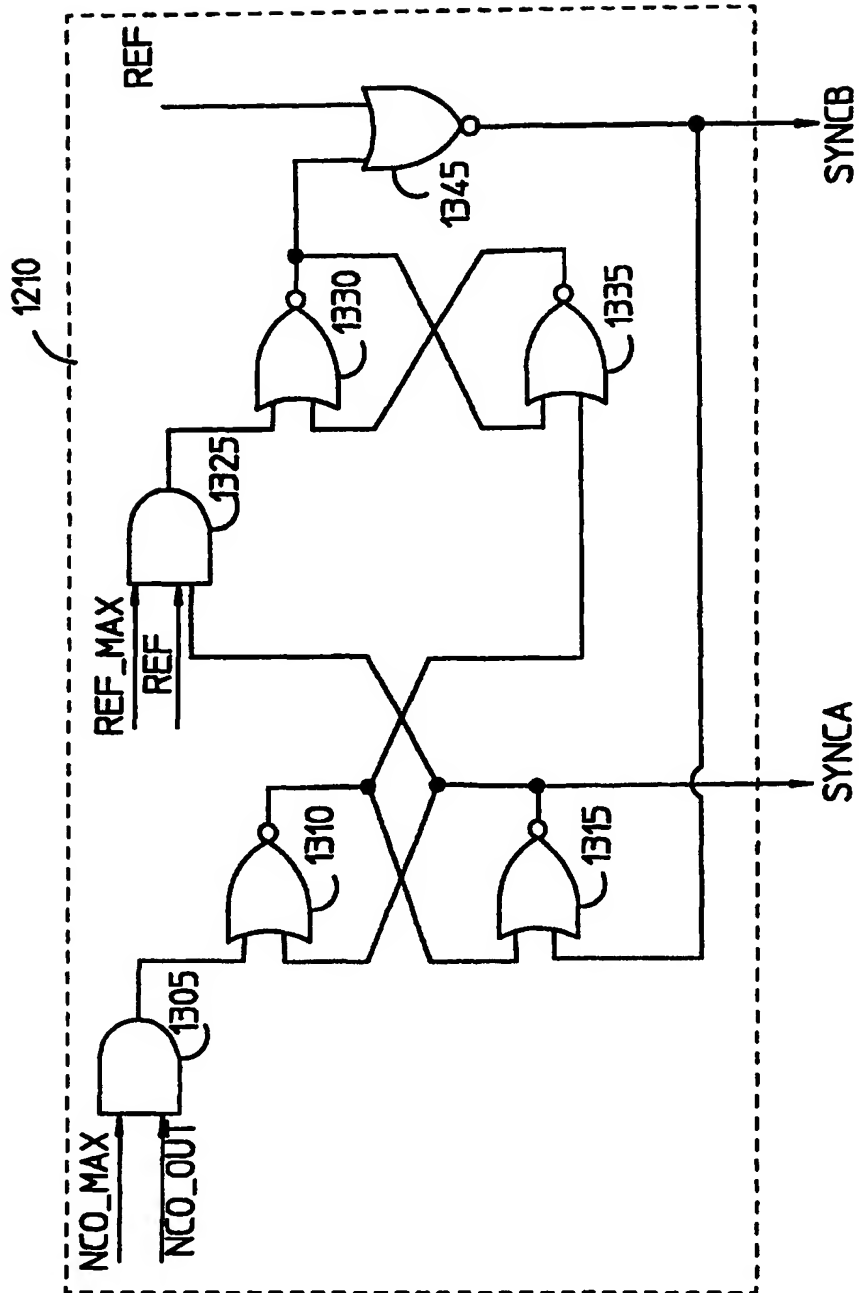 1210
REF
1345
1330
1335
1325
REF_MAX
REF
1310
1315
1305
NCO_MAX
NCO_OUT
SYNCA
SYNCB